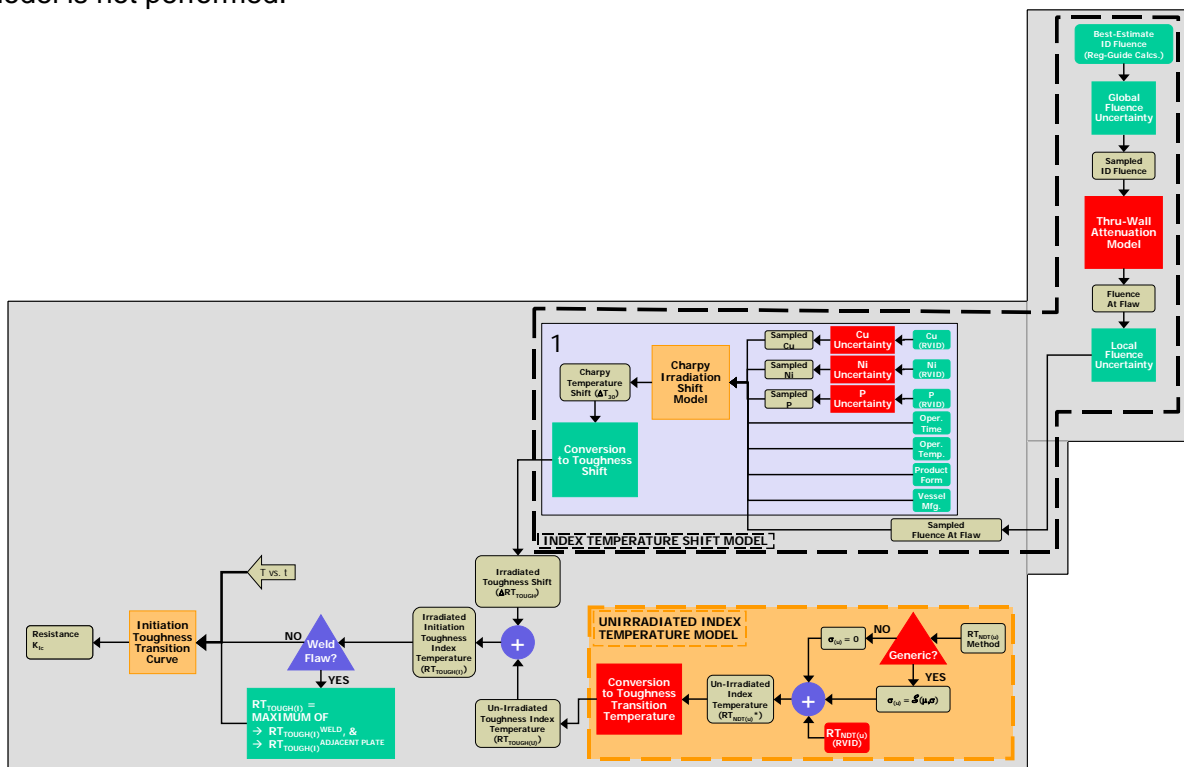 model is not performed.
Best-Estimate
ID Fluence
(Reg-Guide Calcs.)
Global
Fluence
Uncertainty
Sampled
ID Fluence
Thru-Wall
Attenuation
Model
Fluence
At Flaw
Local
Fluence
Uncertainty
1
Sampled
Cu
Cu
Uncertainty
Cu
(RVID)
Sampled
Ni
Ni Uncertainty
Ni
(RVID)
Sampled
P
P
Uncertainty
P
(RVID)
Oper.
Time
Oper.
Temp.
Product
Form
Vessel
Mfg.
Charpy
Irradiation
Shift
Model
Charpy
Temperature
Shift (ΔT30)
Conversion
to Toughness
Shift
Sampled
Fluence At Flaw
INDEX TEMPERATURE SHIFT MODEL
Irradiated
Toughness Shift
(ΔRTTOUGH)
T vs. t
Irradiated
Initiation
Toughness
Index
Temperature
(RTTOUGH(I))
+
Weld
Flaw?
NO
YES
Initiation
Toughness
Transition
Curve
Resistance
KIc
RTTOUGH(I) =
MAXIMUM OF
→ RTTOUGH(I)WELD, &
→ RTTOUGH(I)ADJACENT PLATE
Un-Irradiated
Toughness Index
Temperature
(RTTOUGH(U))
UNIRRADIATED INDEX
TEMPERATURE MODEL
Conversion
to Toughness
Transition
Temperature
Un-Irradiated
Index
Temperature
(RTNDT(u)*)
+
σ(u) = 0
NO
Generic?
YES
RTNDT(u)
Method
σ(u) = 𝓢(μ,σ)
RTNDT(u)
(RVID)